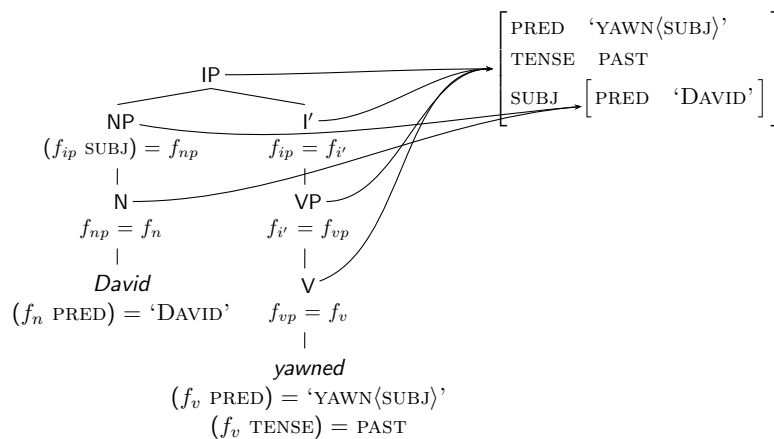 PRED ‘YAWN⟨SUBJ⟩’
IP TENSE PAST
SUBJ [PRED ‘DAVID’]
NP I′
(f_ip SUBJ) = f_np f_ip = f_i′
N VP
f_np = f_n f_i′ = f_vp
David V
(f_n PRED) = ‘DAVID’ f_vp = f_v
yawned
(f_v PRED) = ‘YAWN⟨SUBJ⟩’
(f_v TENSE) = PAST